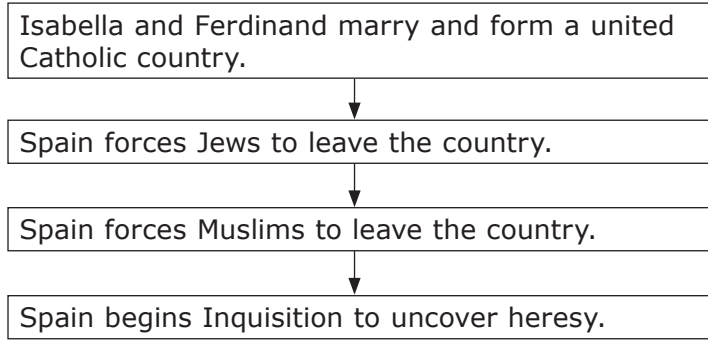 Isabella and Ferdinand marry and form a united
Catholic country.
Spain forces Jews to leave the country.
Spain forces Muslims to leave the country.
Spain begins Inquisition to uncover heresy.